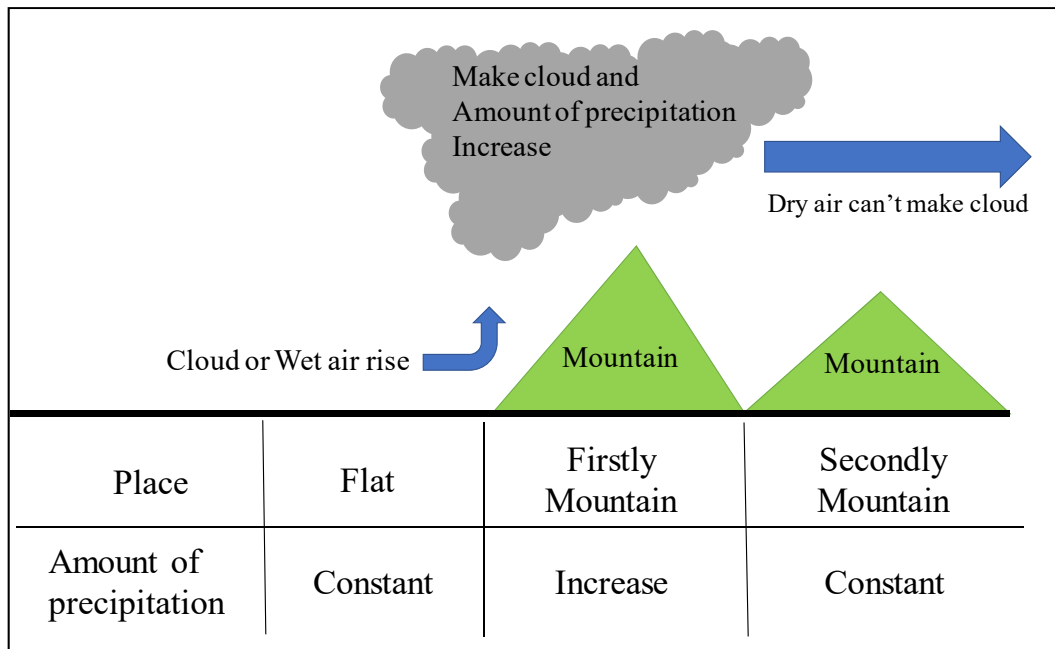 Make cloud and
Amount of precipitation
Increase
Dry air can't make cloud
Cloud or Wet air rise
Mountain
Mountain
Place
Flat
Firstly
Mountain
Secondly
Mountain
Amount of
precipitation
Constant
Increase
Constant